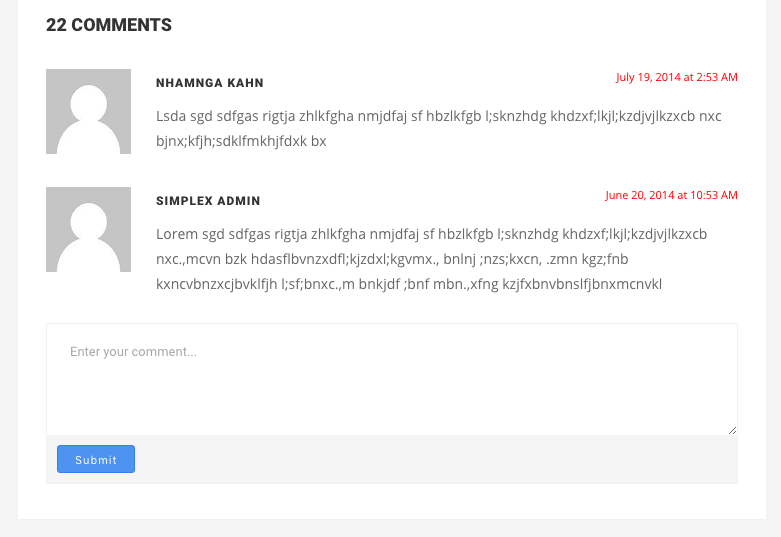 22 COMMENTS
NHAMNGA KAHN
July 19, 2014 at 2:53 AM
Lsda sgd sdfgas rigtja zhlkfgha nmjdfaj sf hbzlkfgb l;sknzhdg khdzxf;lkjl;kzdjvjlkzxcb nxc
bjnx;kfjh;sdklfmkhjfdxk bx
SIMPLEX ADMIN
June 20, 2014 at 10:53 AM
Lorem sgd sdfgas rigtja zhlkfgha nmjdfaj sf hbzlkfgb l;sknzhdg khdzxf;lkjl;kzdjvjlkzxcb
nxc.,mcvn bzk hdasflbvnzxdfl;kjzdxl;kgvmx., bnlnj ;nzs;kxcn, .zmn kgz;fnb
kxncvbnzxcjbvklfjh l;sf;bnxc.,m bnkjdf ;bnf mbn.,xfng kzjfxbnvbnslfjbnxmcnvkl
Enter your comment...
Submit